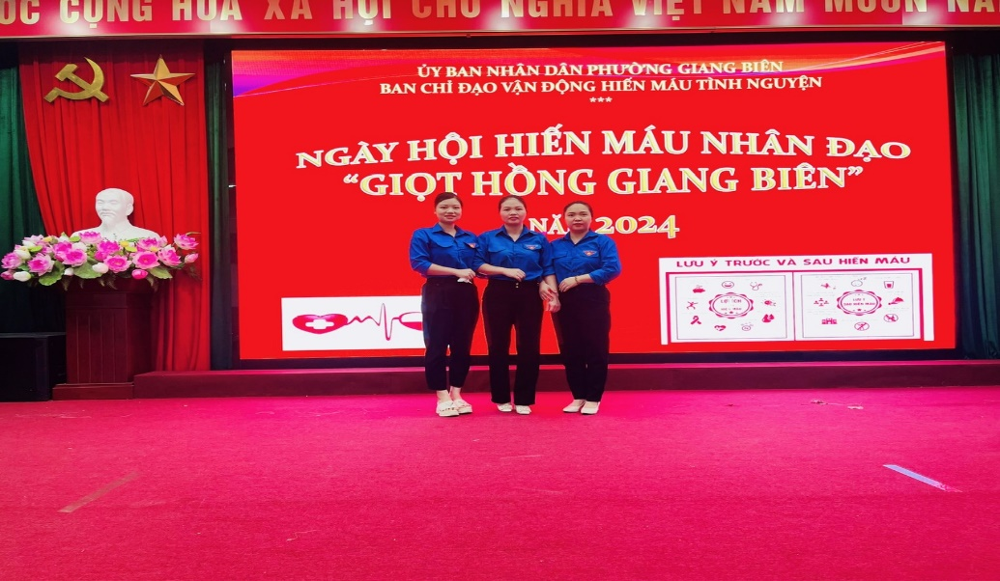 ỚC CỘNG HÒA XÃ HỘI CHỦ NGHĨA VIỆT NAM MUÔN NĂ
ỦY BAN NHÂN DÂN PHƯỜNG GIANG BIÊN
BAN CHỈ ĐẠO VẬN ĐỘNG HIẾN MÁU TÌNH NGUYỆN
***
NGÀY HỘI HIẾN MÁU NHÂN ĐẠO
“GIỌT HỒNG GIANG BIÊN”
NĂ 2024
LƯU Ý TRƯỚC VÀ SAU HIẾN MÁU